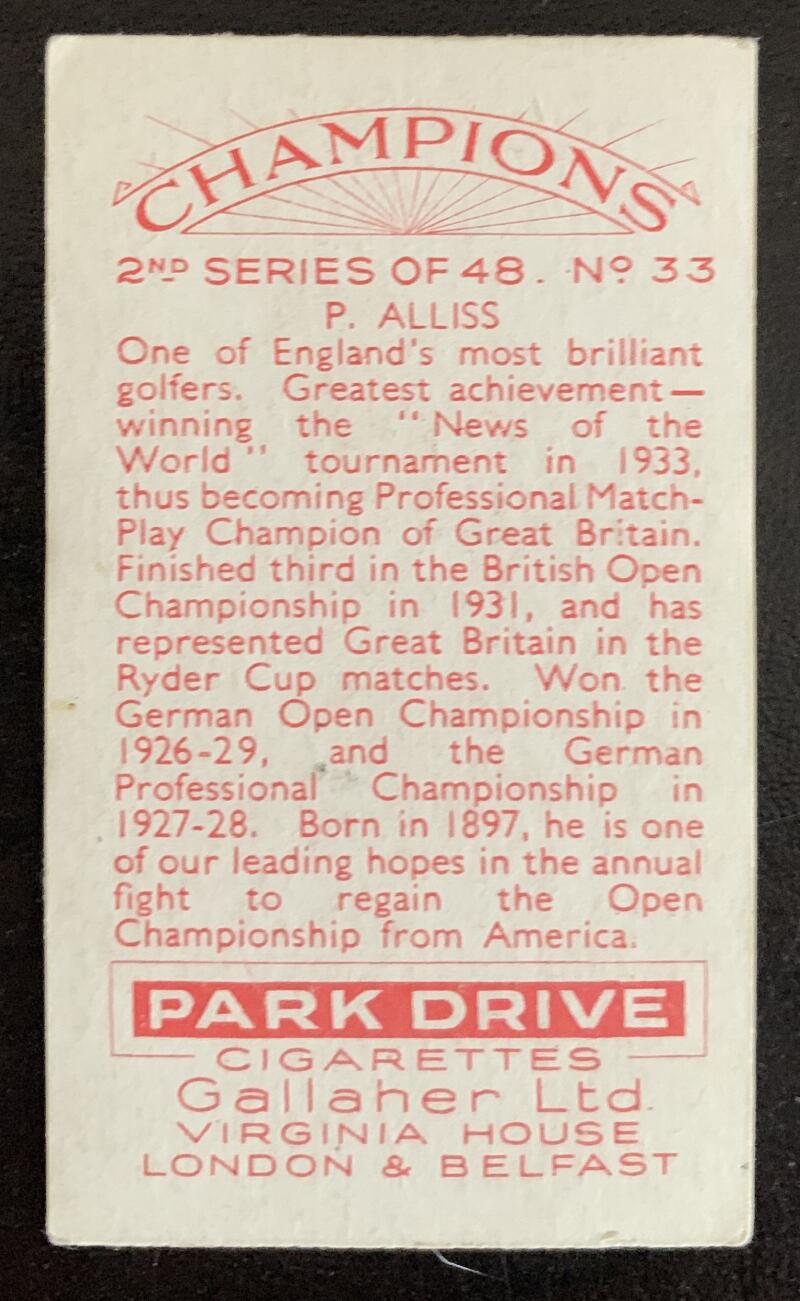 CHAMPIONS
2ND SERIES OF 48. Nº 33
P. ALLISS
One of England's most brilliant
golfers. Greatest achievement—
winning the "News of the
World" tournament in 1933,
thus becoming Professional Match-
Play Champion of Great Britain.
Finished third in the British Open
Championship in 1931, and has
represented Great Britain in the
Ryder Cup matches. Won the
German Open Championship in
1926-29, and the German
Professional Championship in
1927-28. Born in 1897, he is one
of our leading hopes in the annual
fight to regain the Open
Championship from America.
PARK DRIVE
CIGARETTES
Gallaher Ltd.
VIRGINIA HOUSE
LONDON & BELFAST